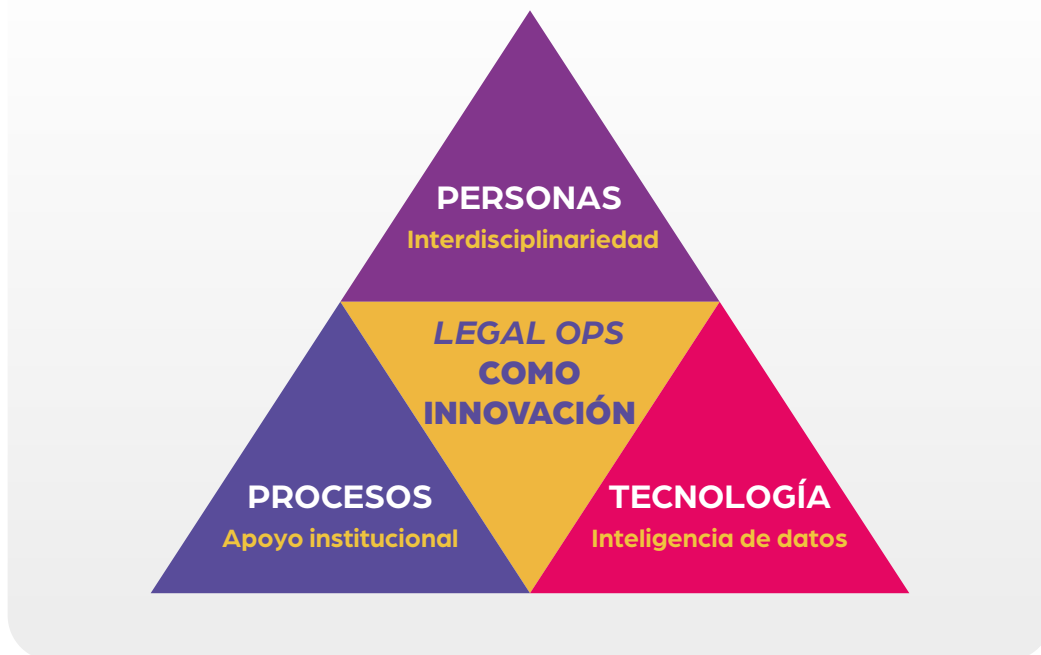 PERSONAS
Interdisciplinariedad
LEGAL OPS
COMO
INNOVACIÓN
PROCESOS
Apoyo institucional
TECNOLOGÍA
Inteligencia de datos